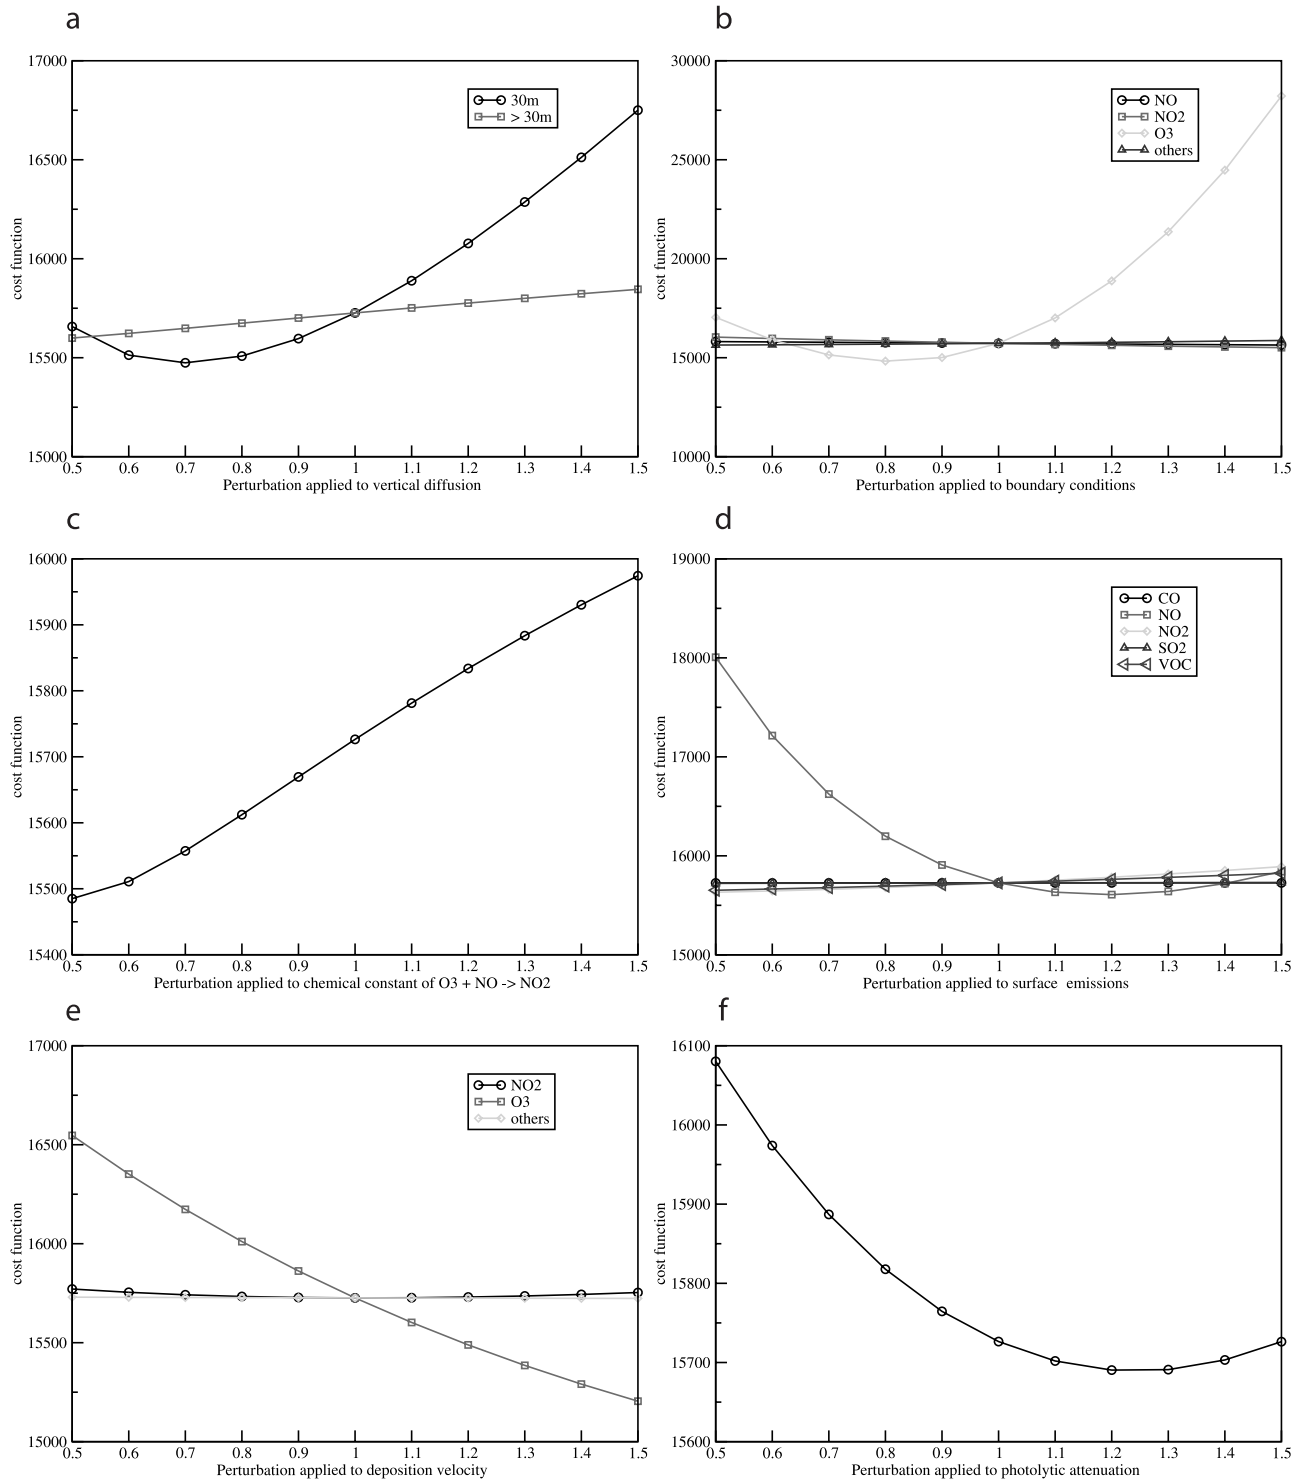 a
17000
16500
16000
15500
15000
cost function
30m
> 30m
0.5 0.6 0.7 0.8 0.9 1 1.1 1.2 1.3 1.4 1.5
Perturbation applied to vertical diffusion
b
30000
25000
20000
15000
10000
cost function
NO
NO2
O3
others
0.5 0.6 0.7 0.8 0.9 1 1.1 1.2 1.3 1.4 1.5
Perturbation applied to boundary conditions
c
16000
15900
15800
15700
15600
15500
15400
cost function
0.5 0.6 0.7 0.8 0.9 1 1.1 1.2 1.3 1.4 1.5
Perturbation applied to chemical constant of O3 + NO -> NO2
d
19000
18000
17000
16000
15000
cost function
CO
NO
NO2
SO2
VOC
0.5 0.6 0.7 0.8 0.9 1 1.1 1.2 1.3 1.4 1.5
Perturbation applied to surface emissions
e
17000
16500
16000
15500
15000
cost function
NO2
O3
others
0.5 0.6 0.7 0.8 0.9 1 1.1 1.2 1.3 1.4 1.5
Perturbation applied to deposition velocity
f
16100
16000
15900
15800
15700
15600
cost function
0.5 0.6 0.7 0.8 0.9 1 1.1 1.2 1.3 1.4 1.5
Perturbation applied to photolytic attenuation